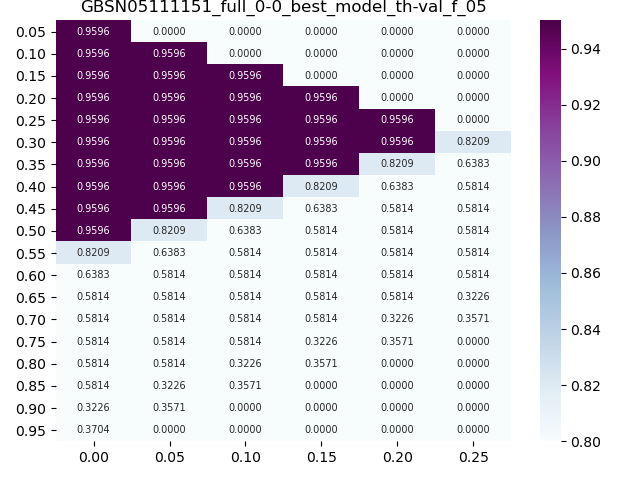 GBSN05111151_full_0-0_best_model_th-val_f_05
0.05 0.9596 0.0000 0.0000 0.0000 0.0000 0.0000
0.10 0.9596 0.9596 0.0000 0.0000 0.0000 0.0000
0.15 0.9596 0.9596 0.9596 0.0000 0.0000 0.0000
0.20 0.9596 0.9596 0.9596 0.9596 0.0000 0.0000
0.25 0.9596 0.9596 0.9596 0.9596 0.9596 0.0000
0.30 0.9596 0.9596 0.9596 0.9596 0.9596 0.8209
0.35 0.9596 0.9596 0.9596 0.9596 0.8209 0.6383
0.40 0.9596 0.9596 0.9596 0.8209 0.6383 0.5814
0.45 0.9596 0.9596 0.8209 0.6383 0.5814 0.5814
0.50 0.9596 0.8209 0.6383 0.5814 0.5814 0.5814
0.55 0.8209 0.6383 0.5814 0.5814 0.5814 0.5814
0.60 0.6383 0.5814 0.5814 0.5814 0.5814 0.5814
0.65 0.5814 0.5814 0.5814 0.5814 0.5814 0.3226
0.70 0.5814 0.5814 0.5814 0.5814 0.3226 0.3571
0.75 0.5814 0.5814 0.5814 0.3226 0.3571 0.0000
0.80 0.5814 0.5814 0.3226 0.3571 0.0000 0.0000
0.85 0.5814 0.3226 0.3571 0.0000 0.0000 0.0000
0.90 0.3226 0.3571 0.0000 0.0000 0.0000 0.0000
0.95 0.3704 0.0000 0.0000 0.0000 0.0000 0.0000
0.00 0.05 0.10 0.15 0.20 0.25
0.94
0.92
0.90
0.88
0.86
0.84
0.82
0.80